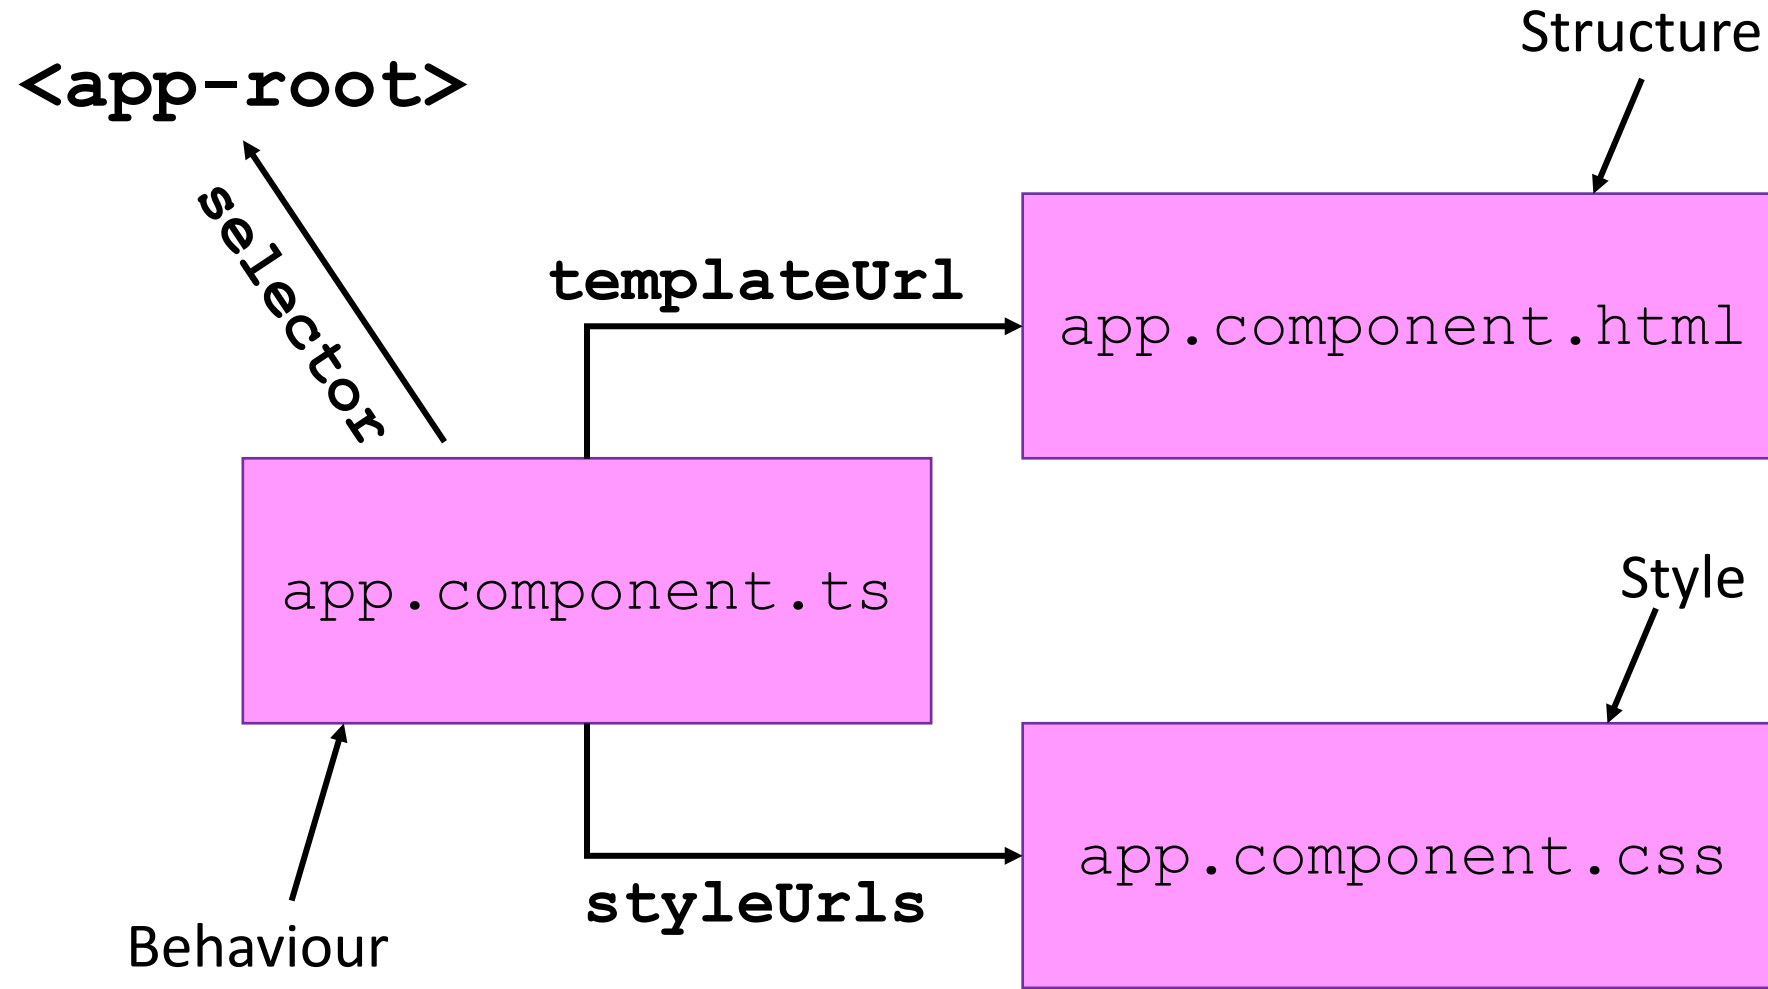 Structure
<app-root>
selector
templateUrl
app.component.html
app.component.ts
Style
app.component.css
styleUrls
Behaviour